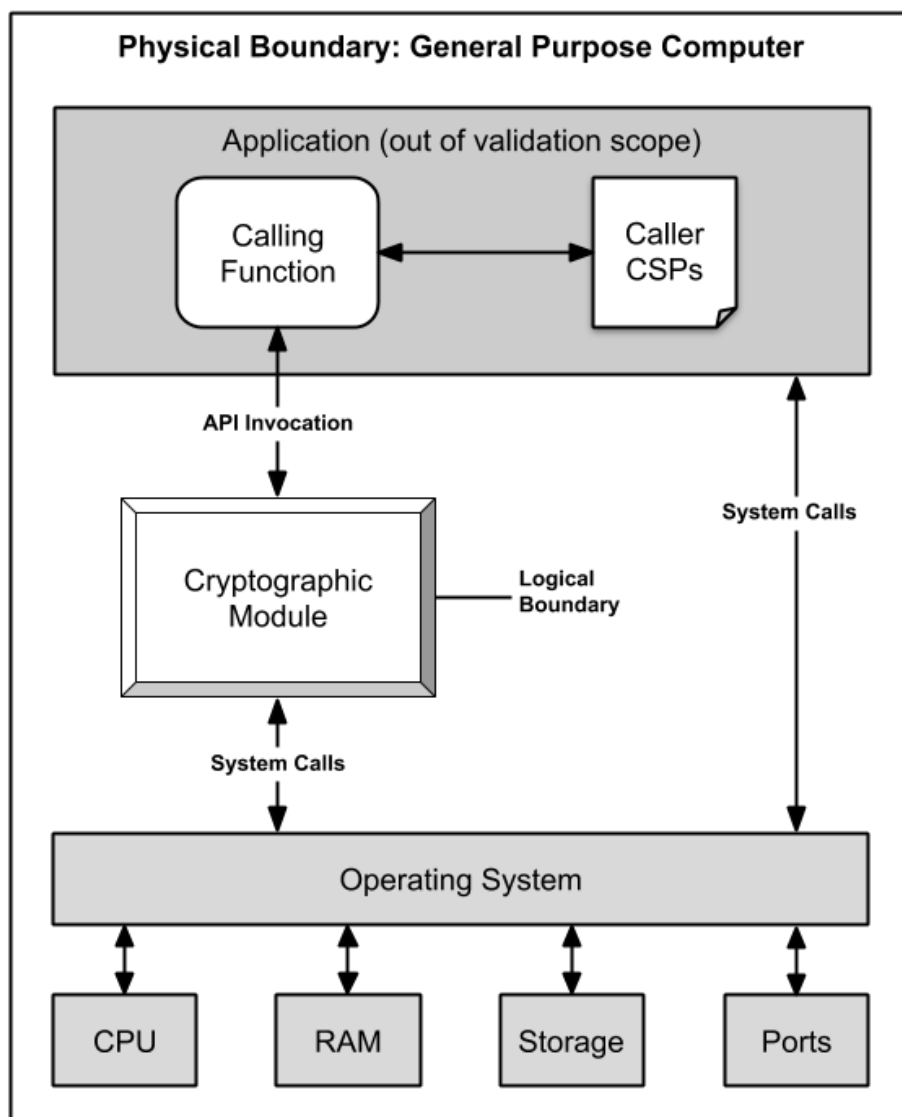 Physical Boundary: General Purpose Computer
Application (out of validation scope)
Calling
Function
Caller
CSPs
API Invocation
System Calls
Cryptographic
Module
Logical
Boundary
System Calls
Operating System
CPU
RAM
Storage
Ports